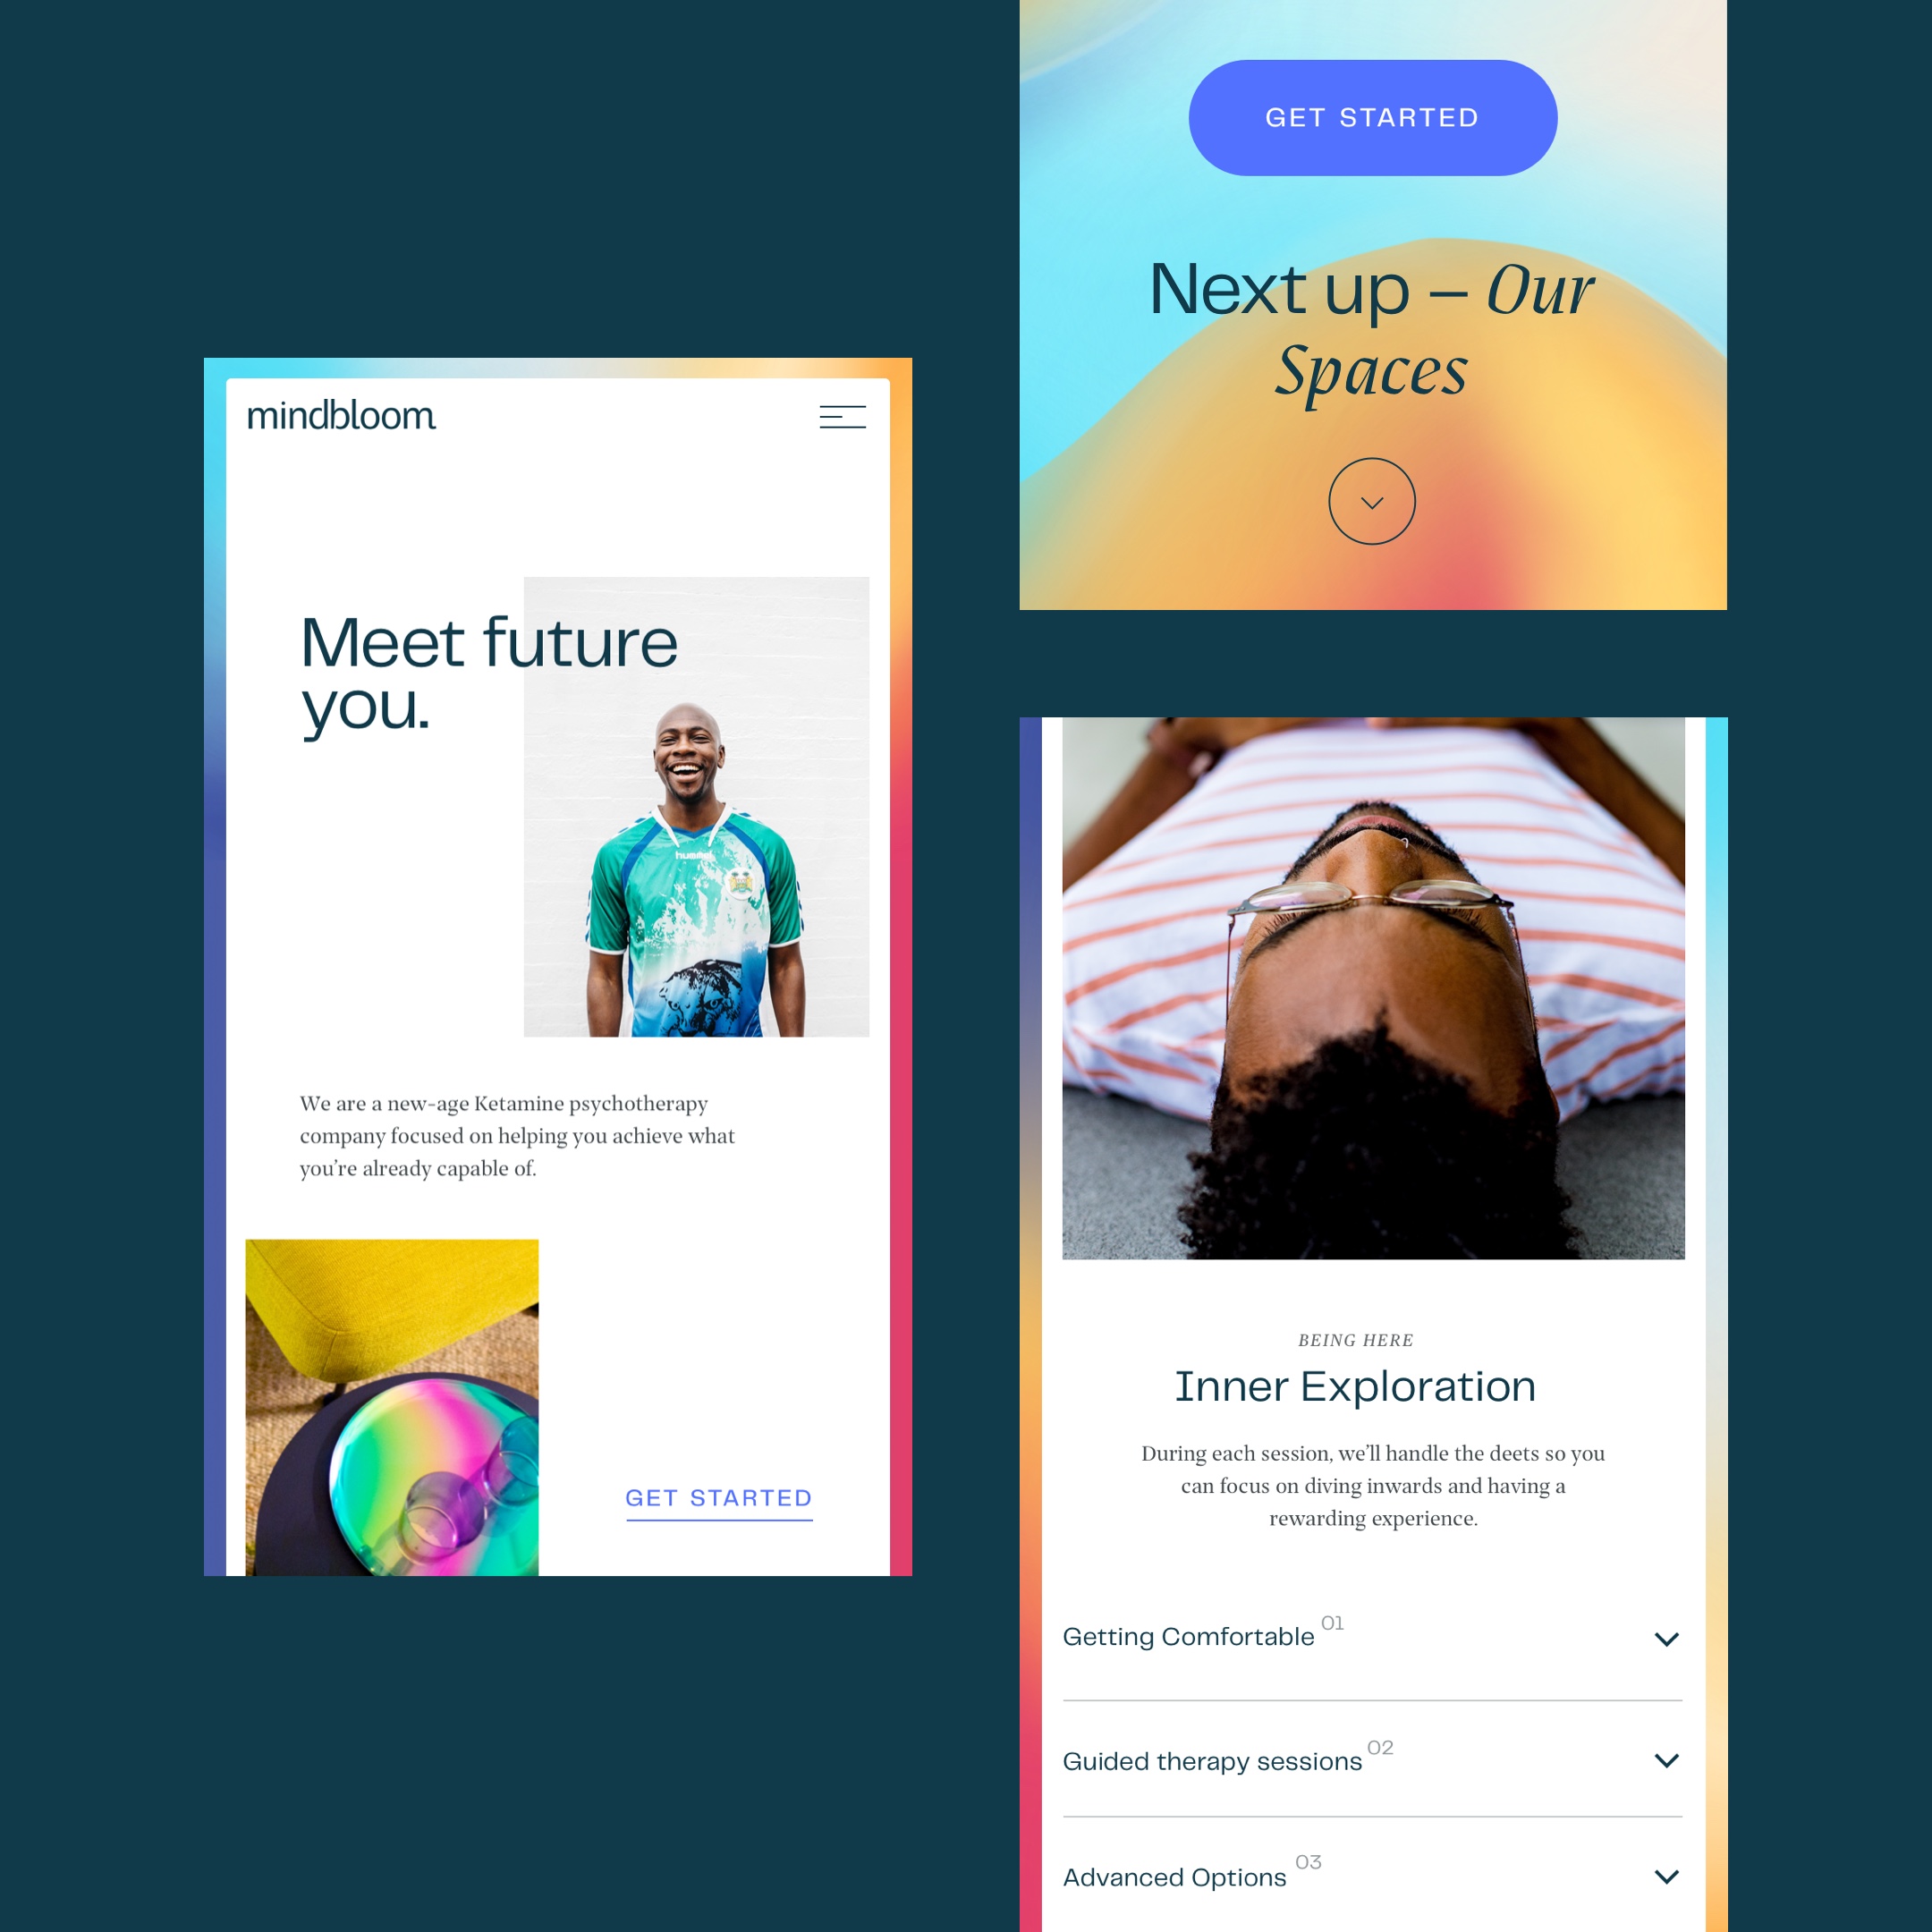 mindbloom
Meet future
you.
hummel
We are a new-age Ketamine psychotherapy
company focused on helping you achieve what
you’re already capable of.
GET STARTED
GET STARTED
Next up – Our
Spaces
BEING HERE
Inner Exploration
During each session, we’ll handle the deets so you
can focus on diving inwards and having a
rewarding experience.
Getting Comfortable 01
Guided therapy sessions 02
Advanced Options 03